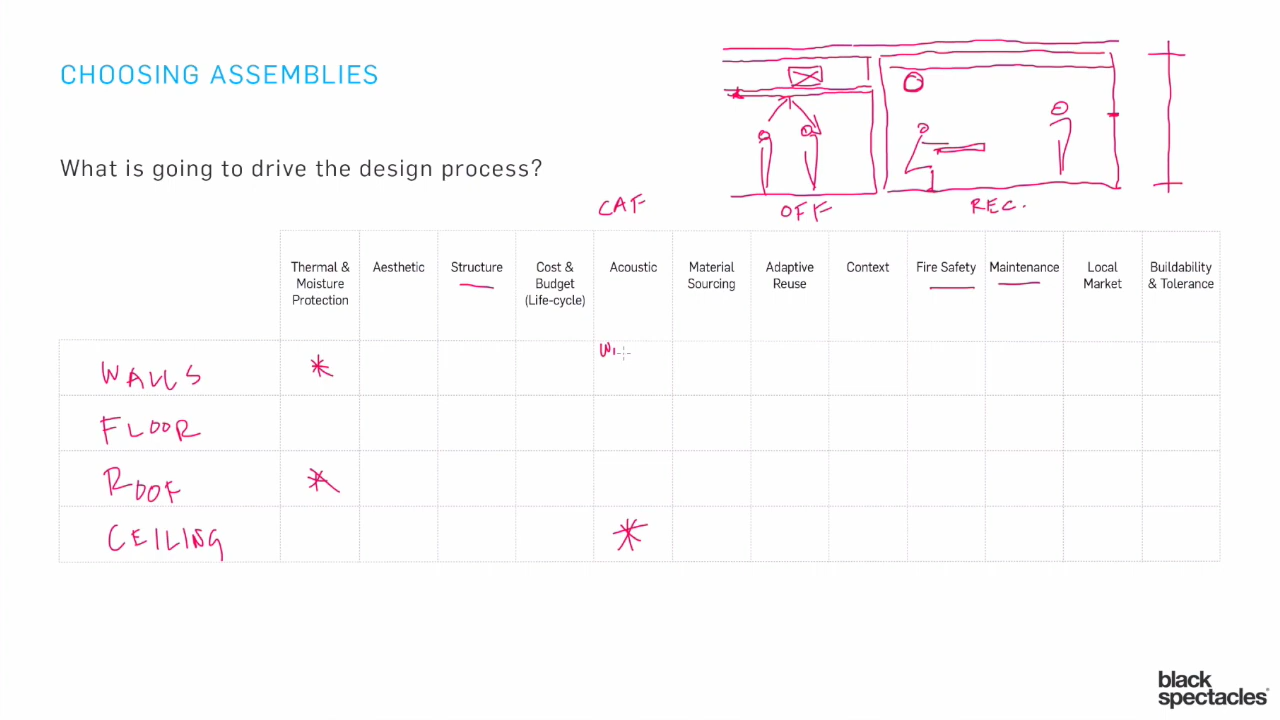 CHOOSING ASSEMBLIES
What is going to drive the design process?
CAF
OFF
REC.
Thermal &
Moisture
Protection
Aesthetic
Structure
Cost &
Budget
(Life-cycle)
Acoustic
Material
Sourcing
Adaptive
Reuse
Context
Fire Safety
Maintenance
Local
Market
Buildability
& Tolerance
WALLS
FLOOR
ROOF
CEILING
black
spectacles